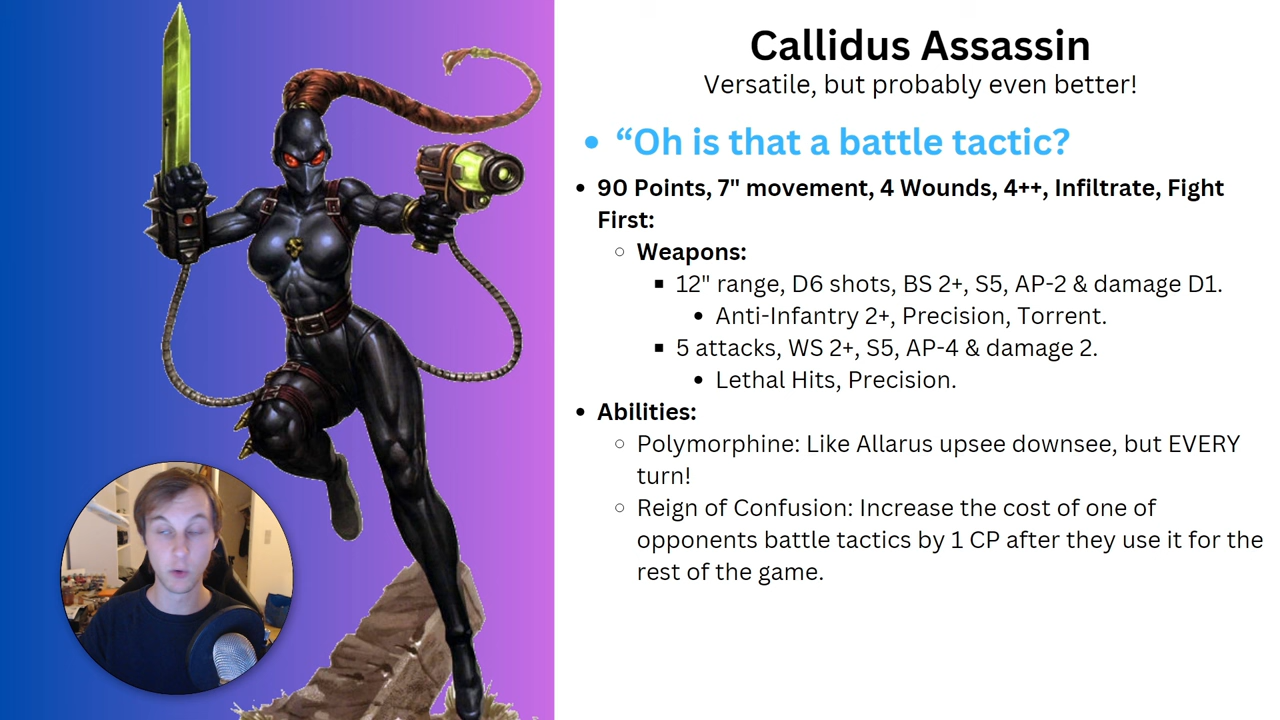 Callidus Assassin
Versatile, but probably even better!
• “Oh is that a battle tactic?
• 90 Points, 7" movement, 4 Wounds, 4++, Infiltrate, Fight
First:
○ Weapons:
▪ 12" range, D6 shots, BS 2+, S5, AP-2 & damage D1.
• Anti-Infantry 2+, Precision, Torrent.
▪ 5 attacks, WS 2+, S5, AP-4 & damage 2.
• Lethal Hits, Precision.
• Abilities:
○ Polymorphine: Like Allarus upsee downsee, but EVERY
turn!
○ Reign of Confusion: Increase the cost of one of
opponents battle tactics by 1 CP after they use it for the
rest of the game.